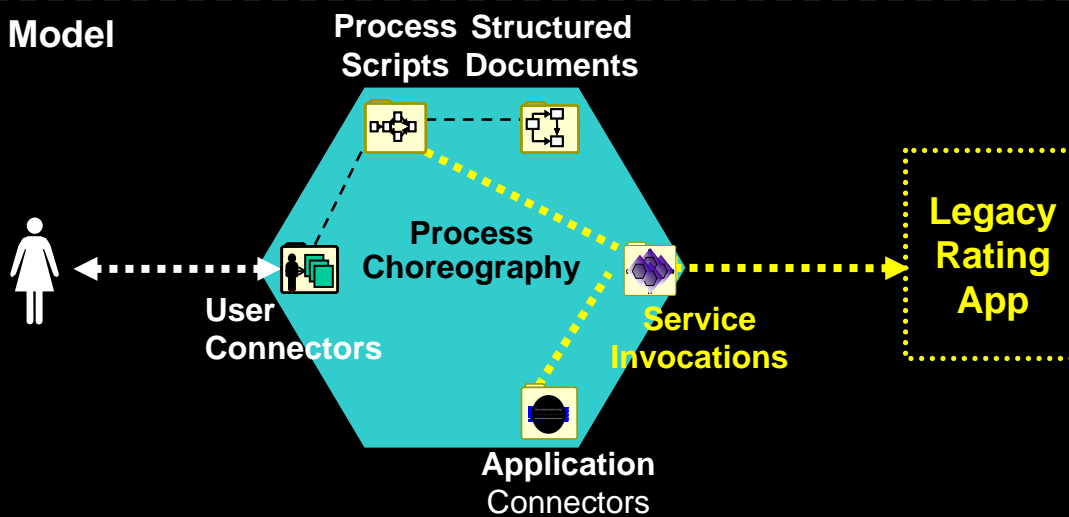 Model
Process Structured
Scripts Documents
Process
Choreography
User
Connectors
Service
Invocations
Legacy
Rating
App
Application
Connectors